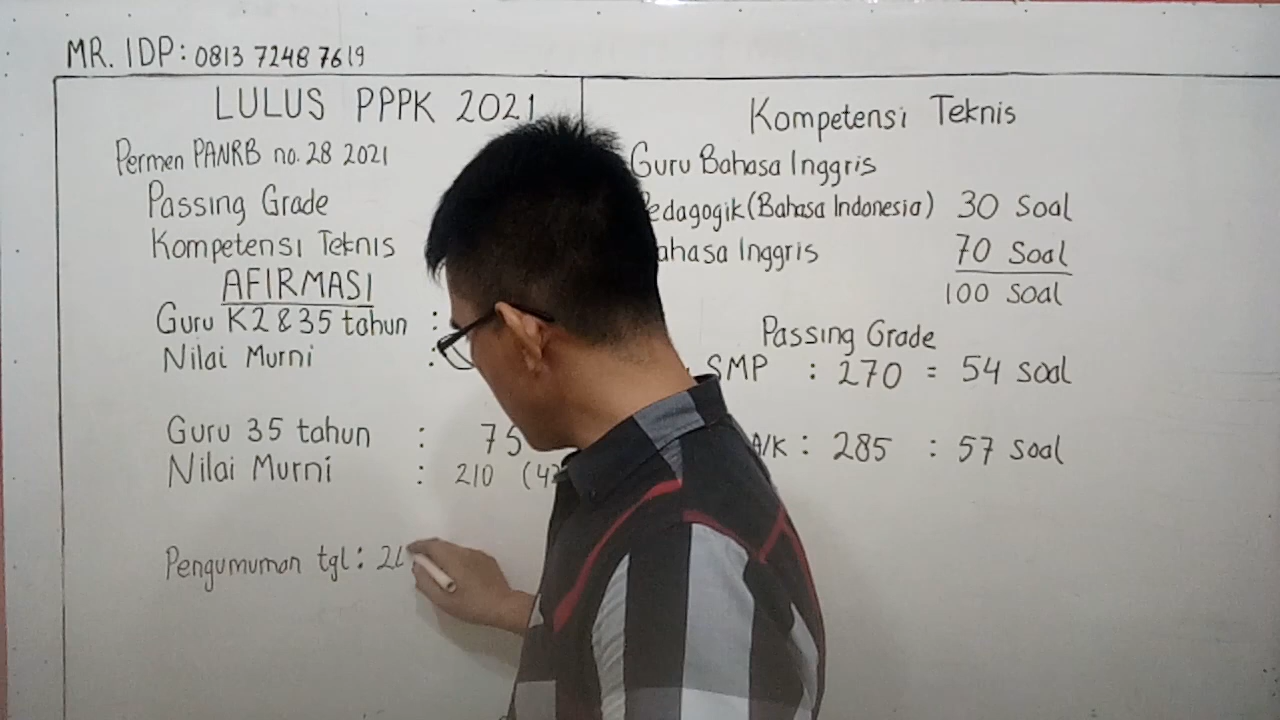 MR. IDP: 0813 7248 7619
LULUS PPPK 2021
Permen PANRB no. 28 2021
Passing Grade
Kompetensi Teknis
AFIRMASI
Guru K2 & 35 tahun :
Nilai Murni :
Guru 35 tahun : 75
Nilai Murni : 210
Pengumuman tgl :
Kompetensi Teknis
Guru Bahasa Inggris
Pedagogik (Bahasa Indonesia) 30 Soal
Bahasa Inggris 70 Soal
100 Soal
Passing Grade
SMP : 270 = 54 Soal
A/K : 285 : 57 Soal